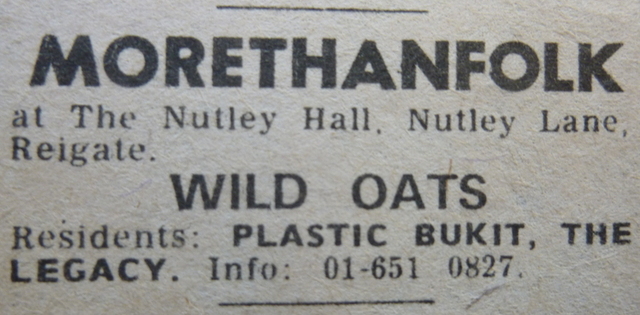 MORETHANFOLK
at The Nutley Hall, Nutley Lane,
Reigate.
WILD OATS
Residents: PLASTIC BUKIT, THE
LEGACY. Info: 01-651 0827.